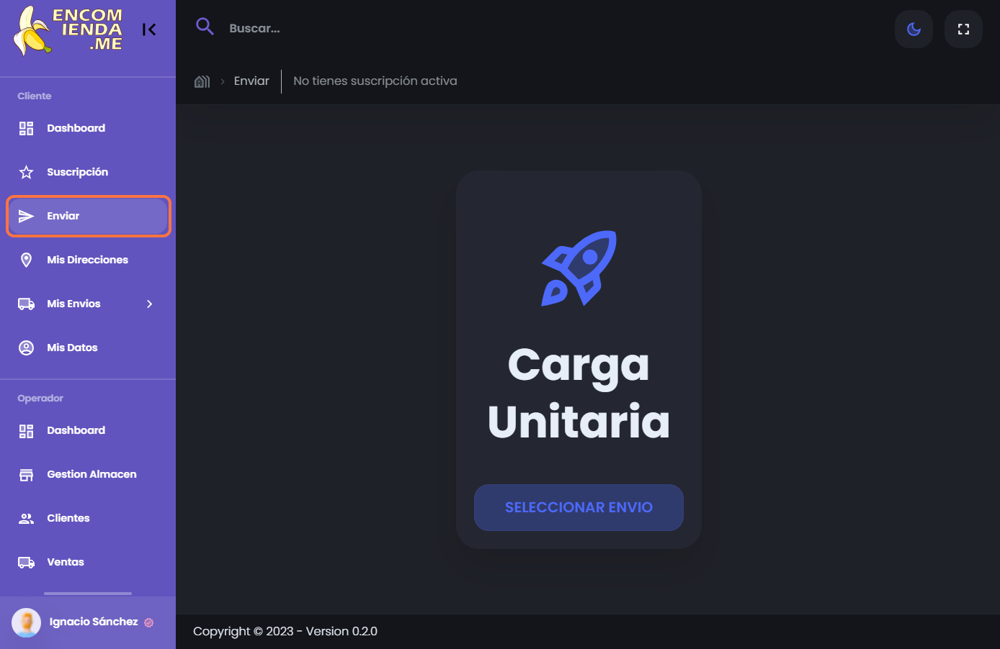 ENCOM
IENDA
.ME
Buscar...
Enviar
No tienes suscripción activa
Cliente
Dashboard
Suscripción
Enviar
Mis Direcciones
Mis Envios
Mis Datos
Operador
Dashboard
Gestion Almacen
Clientes
Ventas
Ignacio Sánchez
Carga
Unitaria
SELECCIONAR ENVIO
Copyright © 2023 - Version 0.2.0